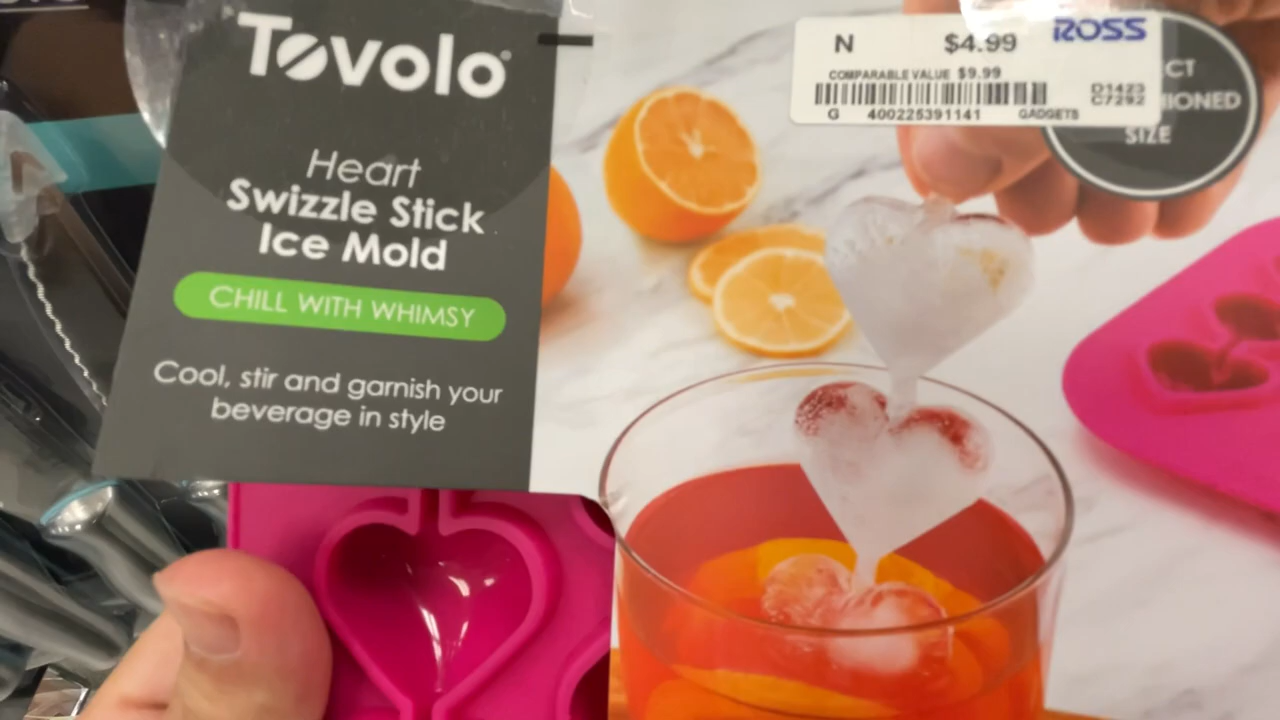 Tovolo
Heart
Swizzle Stick
Ice Mold
CHILL WITH WHIMSY
Cool, stir and garnish your
beverage in style
N $4.99 ROSS
COMPARABLE VALUE $9.99
D1423
C7292
G 400225391141 GADGETS
CT
IONED
SIZE